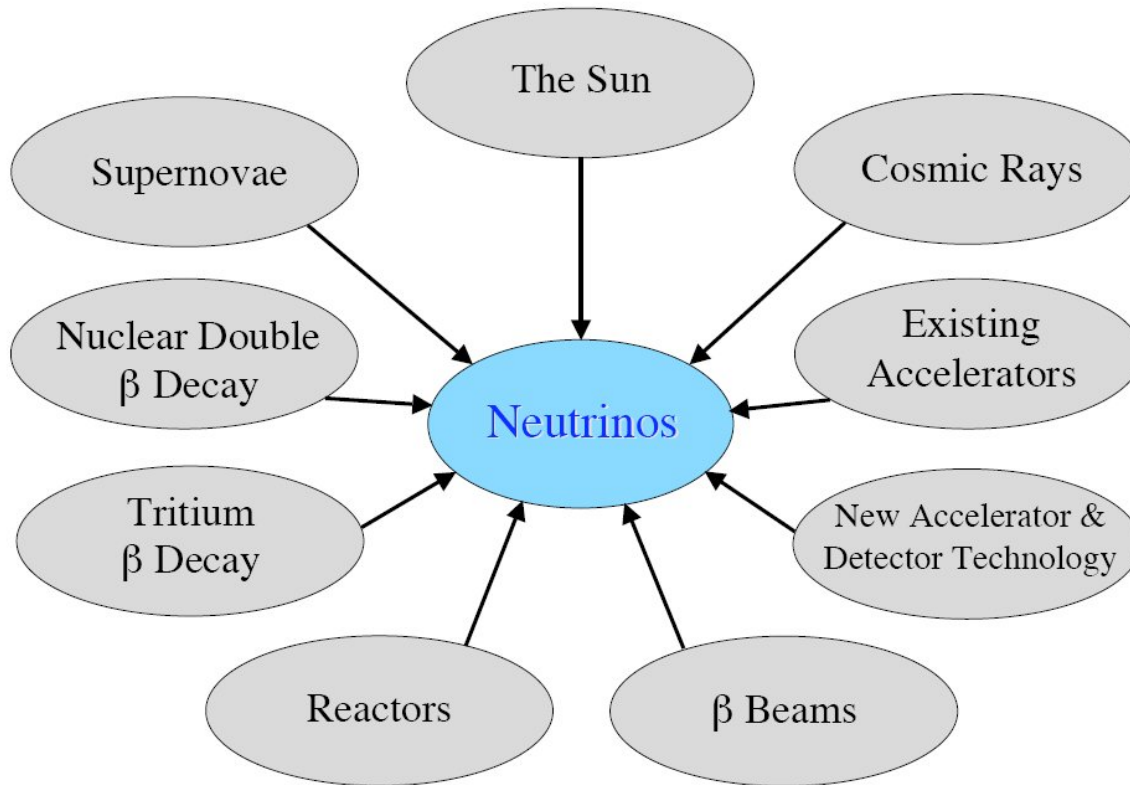 The Sun
Supernovae
Cosmic Rays
Nuclear Double
β Decay
Existing
Accelerators
Neutrinos
Tritium
β Decay
New Accelerator &
Detector Technology
Reactors
β Beams